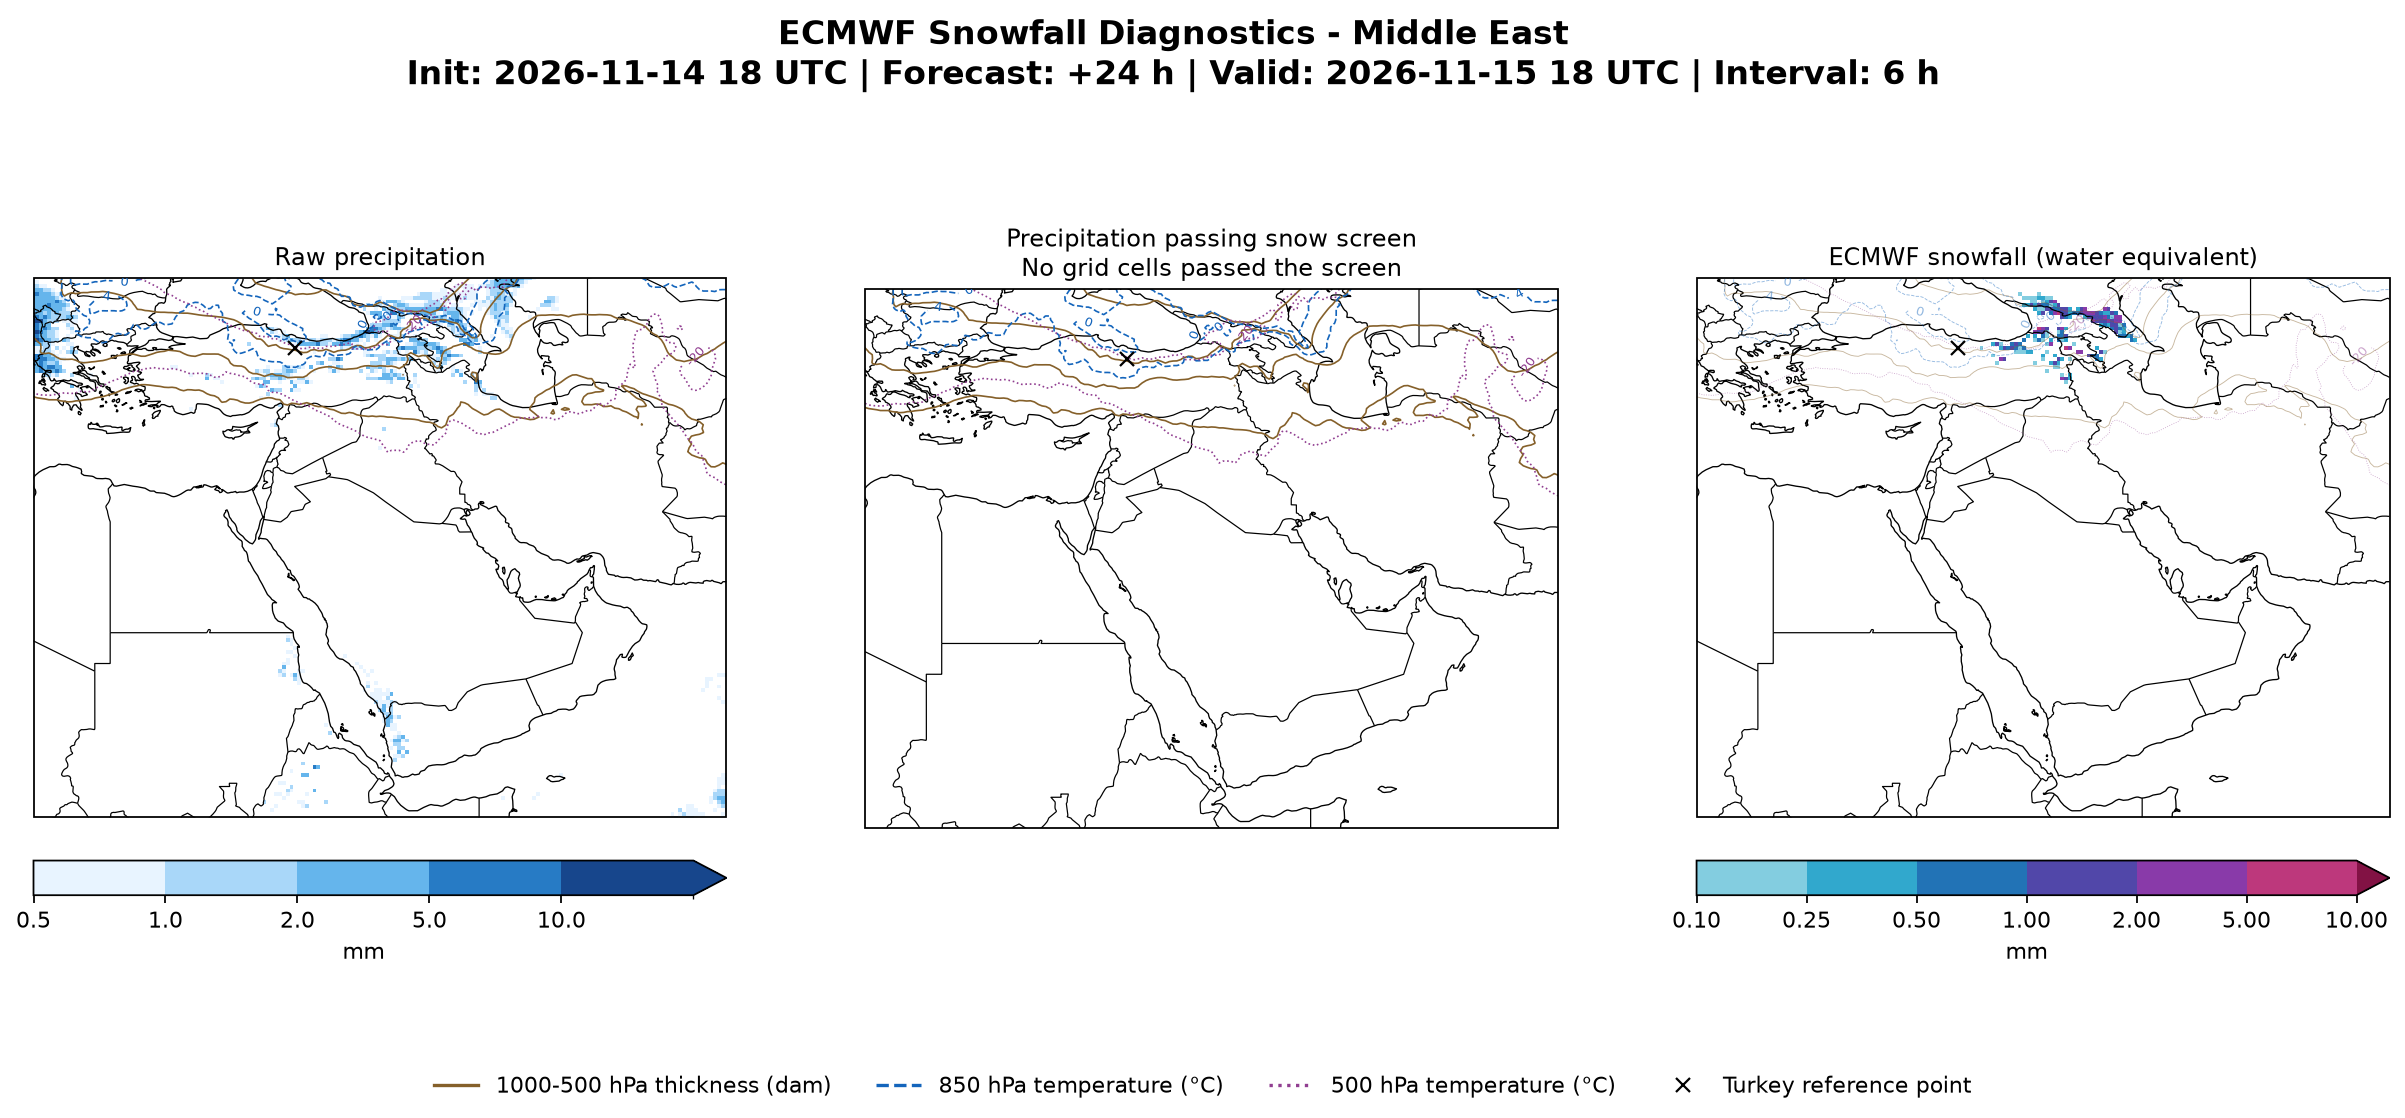 ECMWF Snowfall Diagnostics - Middle East
Init: 2026-11-14 18 UTC | Forecast: +24 h | Valid: 2026-11-15 18 UTC | Interval: 6 h
Raw precipitation
Precipitation passing snow screen
No grid cells passed the screen
ECMWF snowfall (water equivalent)
0.5 1.0 2.0 5.0 10.0
mm
0.10 0.25 0.50 1.00 2.00 5.00 10.00
mm
1000-500 hPa thickness (dam)
850 hPa temperature (°C)
500 hPa temperature (°C)
Turkey reference point